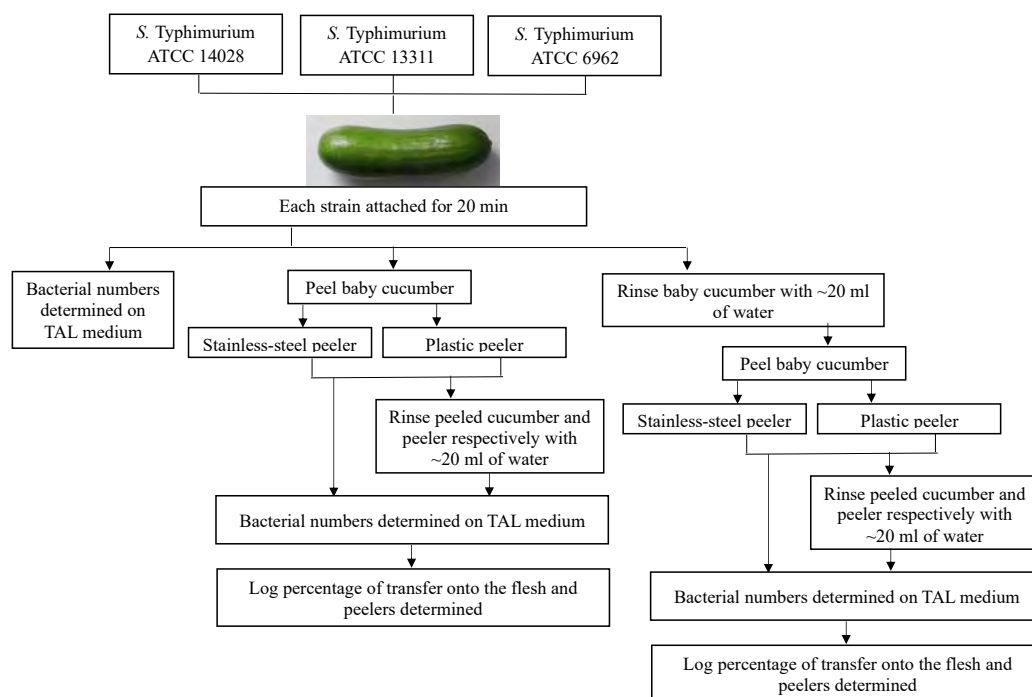 S. Typhimurium
ATCC 14028
S. Typhimurium
ATCC 13311
S. Typhimurium
ATCC 6962
Each strain attached for 20 min
Bacterial numbers
determined on
TAL medium
Peel baby cucumber
Rinse baby cucumber with ~20 ml
of water
Stainless-steel peeler
Plastic peeler
Peel baby cucumber
Rinse peeled cucumber and
peeler respectively with
~20 ml of water
Stainless-steel peeler
Plastic peeler
Bacterial numbers determined on TAL medium
Rinse peeled cucumber and
peeler respectively with
~20 ml of water
Log percentage of transfer onto the flesh and
peelers determined
Bacterial numbers determined on TAL medium
Log percentage of transfer onto the flesh and
peelers determined